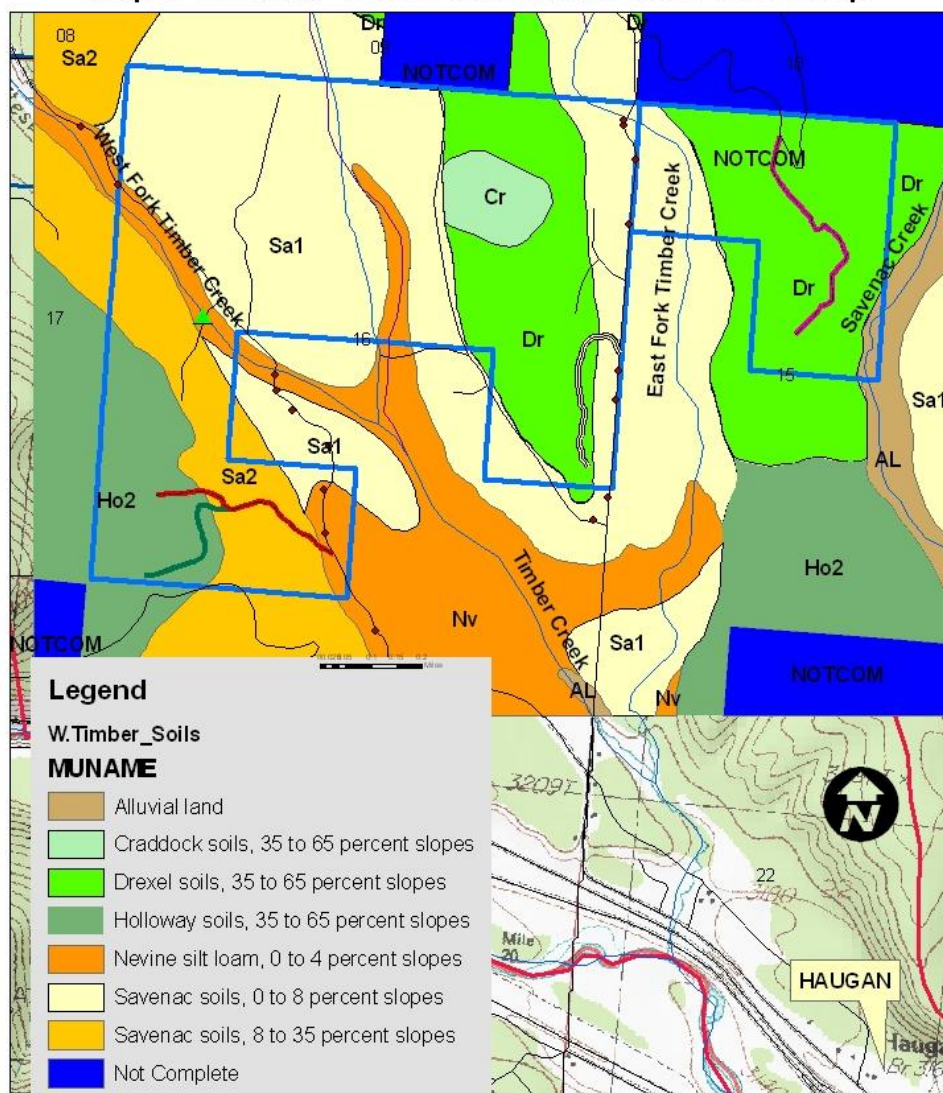 08
Sa2
Dr
Dr
NOTCOM
NOTCOM
Dr
West Fork Timber Creek
Cr
Sa1
East Fork Timber Creek
Savenac Creek
Dr
17
16
Dr
15
Sa1
Sa1
AL
Sa2
Ho2
Ho2
Timber Creek
Nv
Sa1
NOTCOM
NOTCOM
AL
Nv
Legend
W.Timber_Soils
MUNAME
Alluvial land
Craddock soils, 35 to 65 percent slopes
Drexel soils, 35 to 65 percent slopes
Holloway soils, 35 to 65 percent slopes
Nevine silt loam, 0 to 4 percent slopes
Savenac soils, 0 to 8 percent slopes
Savenac soils, 8 to 35 percent slopes
Not Complete
3209T
N
22
Mile
20
HAUGAN